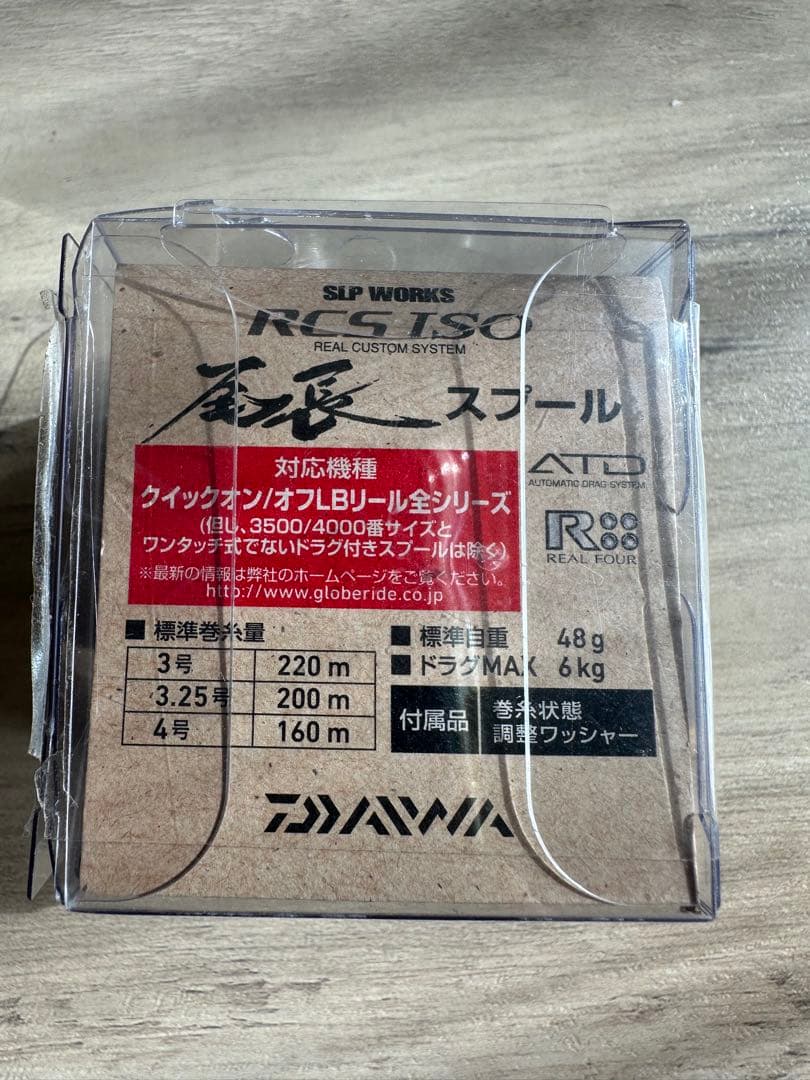 SLP WORKS
RCS ISO
REAL CUSTOM SYSTEM
尾長 スプール
対応機種
クイックオン/オフLBリール全シリーズ
(但し、3500/4000番サイズと
ワンタッチ式でないドラグ付きスプールは除く)
※最新の情報は弊社のホームページをご覧ください。
http://www.globeride.co.jp
ATD
AUTOMATIC DRAG SYSTEM
R
REAL FOUR
■ 標準巻糸量
3号 220 m
3.25号 200 m
4号 160 m
■ 標準自重 48g
■ ドラグMAX 6kg
付属品 巻糸状態
調整ワッシャー
DAIWA